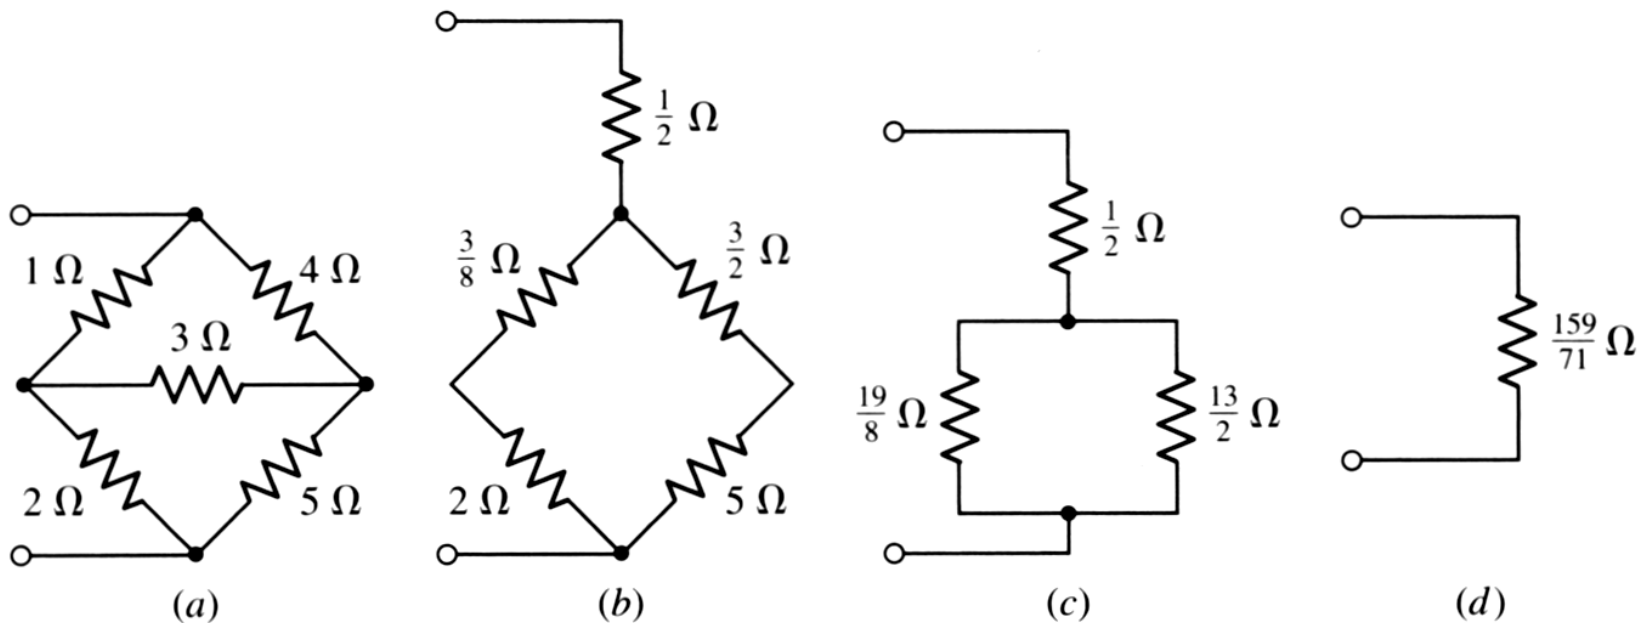 1 Ω
4 Ω
3 Ω
2 Ω
5 Ω
(a)
1/2 Ω
3/8 Ω
3/2 Ω
2 Ω
5 Ω
(b)
1/2 Ω
19/8 Ω
13/2 Ω
(c)
159/71 Ω
(d)